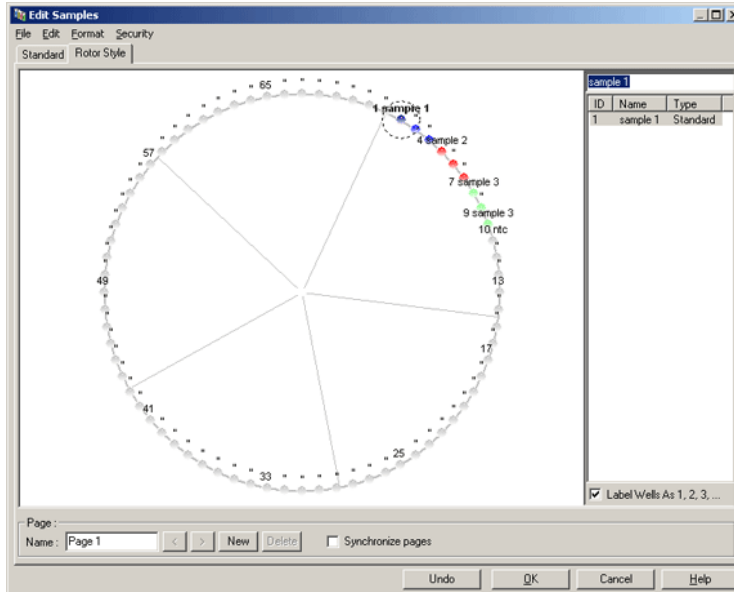 Edit Samples
File Edit Format Security
Standard Rotor Style
65
1 sample 1
4 sample 2
57
7 sample 3
9 sample 3
10 ntc
49
13
17
41
25
33
sample 1
ID Name Type
1 sample 1 Standard
Label Wells As 1, 2, 3, ...
Page :
Name : Page 1 < > New Delete Synchronize pages
Undo OK Cancel Help